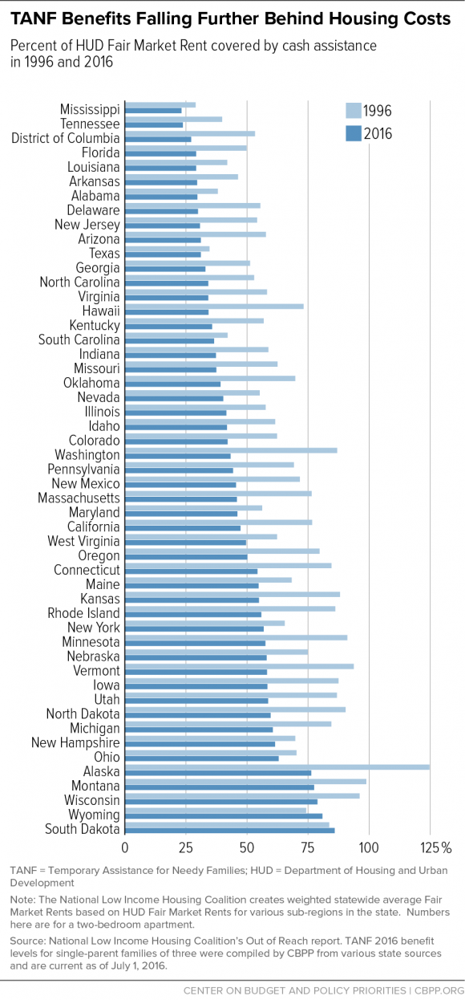 TANF Benefits Falling Further Behind Housing Costs
Percent of HUD Fair Market Rent covered by cash assistance
in 1996 and 2016
1996
2016
Mississippi
Tennessee
District of Columbia
Florida
Louisiana
Arkansas
Alabama
Delaware
New Jersey
Arizona
Texas
Georgia
North Carolina
Virginia
Hawaii
Kentucky
South Carolina
Indiana
Missouri
Oklahoma
Nevada
Illinois
Idaho
Colorado
Washington
Pennsylvania
New Mexico
Massachusetts
Maryland
California
West Virginia
Oregon
Connecticut
Maine
Kansas
Rhode Island
New York
Minnesota
Nebraska
Vermont
Iowa
Utah
North Dakota
Michigan
New Hampshire
Ohio
Alaska
Montana
Wisconsin
Wyoming
South Dakota
0 25 50 75 100 125%
TANF = Temporary Assistance for Needy Families; HUD = Department of Housing and Urban
Development
Note: The National Low Income Housing Coalition creates weighted statewide average Fair
Market Rents based on HUD Fair Market Rents for various sub-regions in the state. Numbers
here are for a two-bedroom apartment.
Source: National Low Income Housing Coalition's Out of Reach report. TANF 2016 benefit
levels for single-parent families of three were compiled by CBPP from various state sources
and are current as of July 1, 2016.
CENTER ON BUDGET AND POLICY PRIORITIES | CBPP.ORG